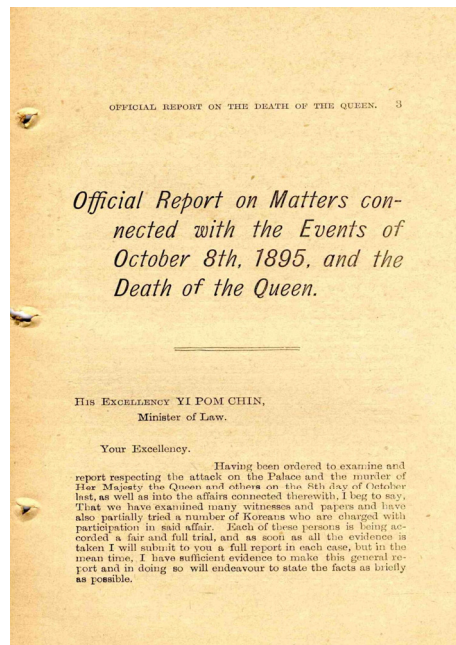 OFFICIAL REPORT ON THE DEATH OF THE QUEEN. 3
Official Report on Matters con-
nected with the Events of
October 8th, 1895, and the
Death of the Queen.
HIS EXCELLENCY YI POM CHIN,
Minister of Law.
Your Excellency.
Having been ordered to examine and
report respecting the attack on the Palace and the murder of
Her Majesty the Queen and others on the 8th day of October
last, as well as into the affairs connected therewith, I beg to say,
That we have examined many witnesses and papers and have
also partially tried a number of Koreans who are charged with
participation in said affair. Each of these persons is being ac-
corded a fair and full trial, and as soon as all the evidence is
taken I will submit to you a full report in each case, but in the
mean time, I have sufficient evidence to make this general re-
port and in doing so will endeavour to state the facts as briefly
as possible.